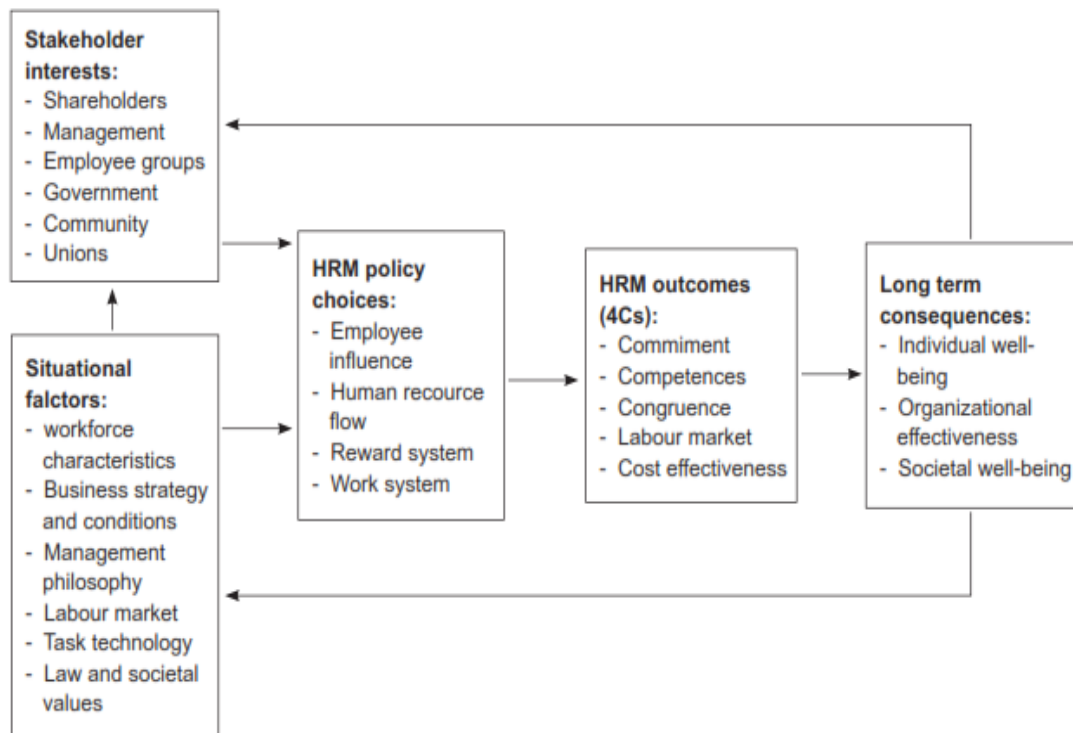 Stakeholder
interests:
- Shareholders
- Management
- Employee groups
- Government
- Community
- Unions
Situational
falctors:
- workforce
characteristics
- Business strategy
and conditions
- Management
philosophy
- Labour market
- Task technology
- Law and societal
values
HRM policy
choices:
- Employee
influence
- Human recource
flow
- Reward system
- Work system
HRM outcomes
(4Cs):
- Commiment
- Competences
- Congruence
- Labour market
- Cost effectiveness
Long term
consequences:
- Individual well-
being
- Organizational
effectiveness
- Societal well-being